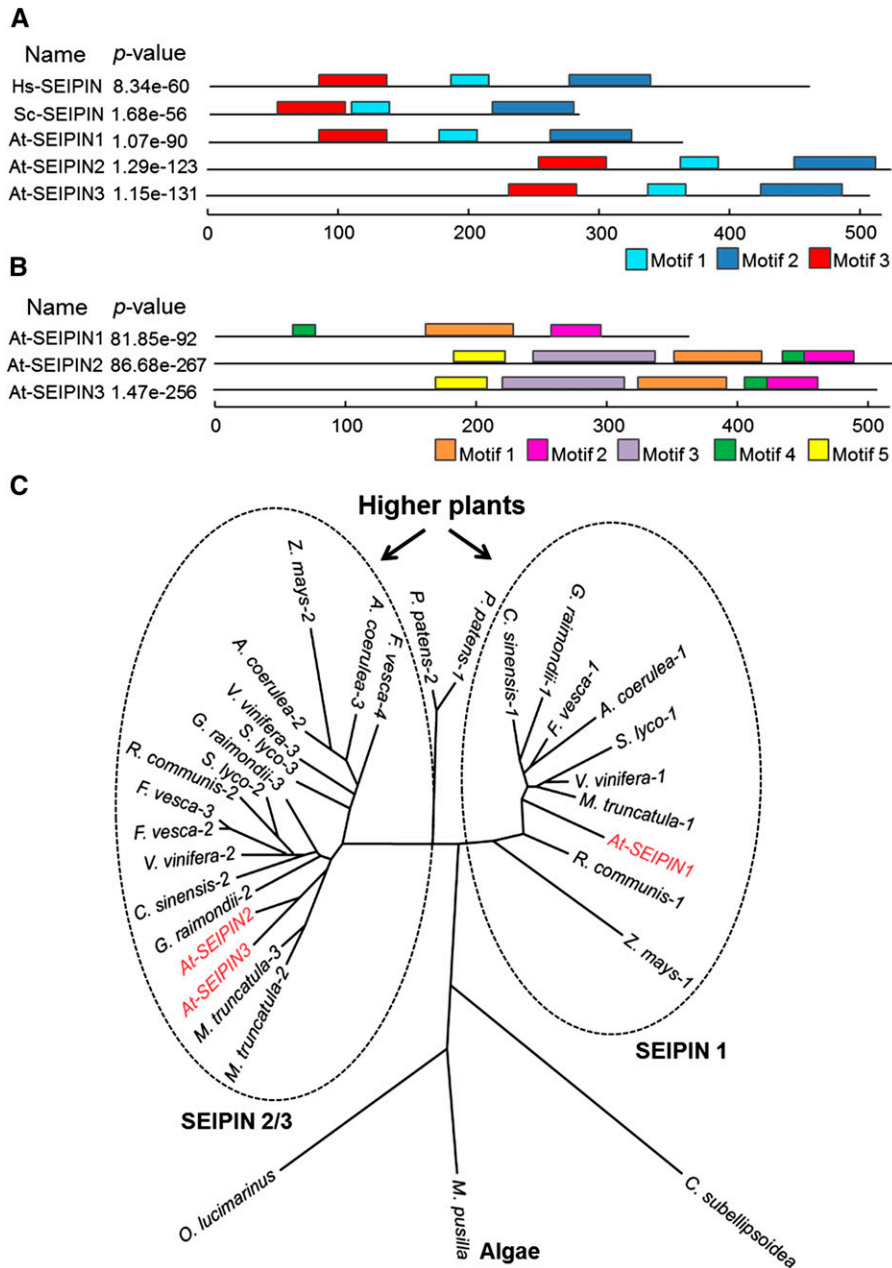 A
Name p-value
Hs-SEIPIN 8.34e-60
Sc-SEIPIN 1.68e-56
At-SEIPIN1 1.07e-90
At-SEIPIN2 1.29e-123
At-SEIPIN3 1.15e-131
0 100 200 300 400 500
Motif 1 Motif 2 Motif 3
B
Name p-value
At-SEIPIN1 81.85e-92
At-SEIPIN2 86.68e-267
At-SEIPIN3 1.47e-256
0 100 200 300 400 500
Motif 1 Motif 2 Motif 3 Motif 4 Motif 5
C
Higher plants
Z. mays-2
A. coerulea-2
V. vinifera-3
S. lyco-3
G. raimondii-3
S. lyco-2
R. communis-2
F. vesca-3
F. vesca-2
V. vinifera-2
C. sinensis-2
G. raimondii-2
At-SEIPIN2
At-SEIPIN3
M. truncatula-3
M. truncatula-2
A. coerulea-3
F. vesca-4
P. patens-2
P. patens-1
C. sinensis-1
G. raimondii-1
F. vesca-1
A. coerulea-1
S. lyco-1
V. vinifera-1
M. truncatula-1
At-SEIPIN1
R. communis-1
Z. mays-1
SEIPIN 1
SEIPIN 2/3
O. lucimarinus
M. pusilla
C. subellipsoidea
Algae